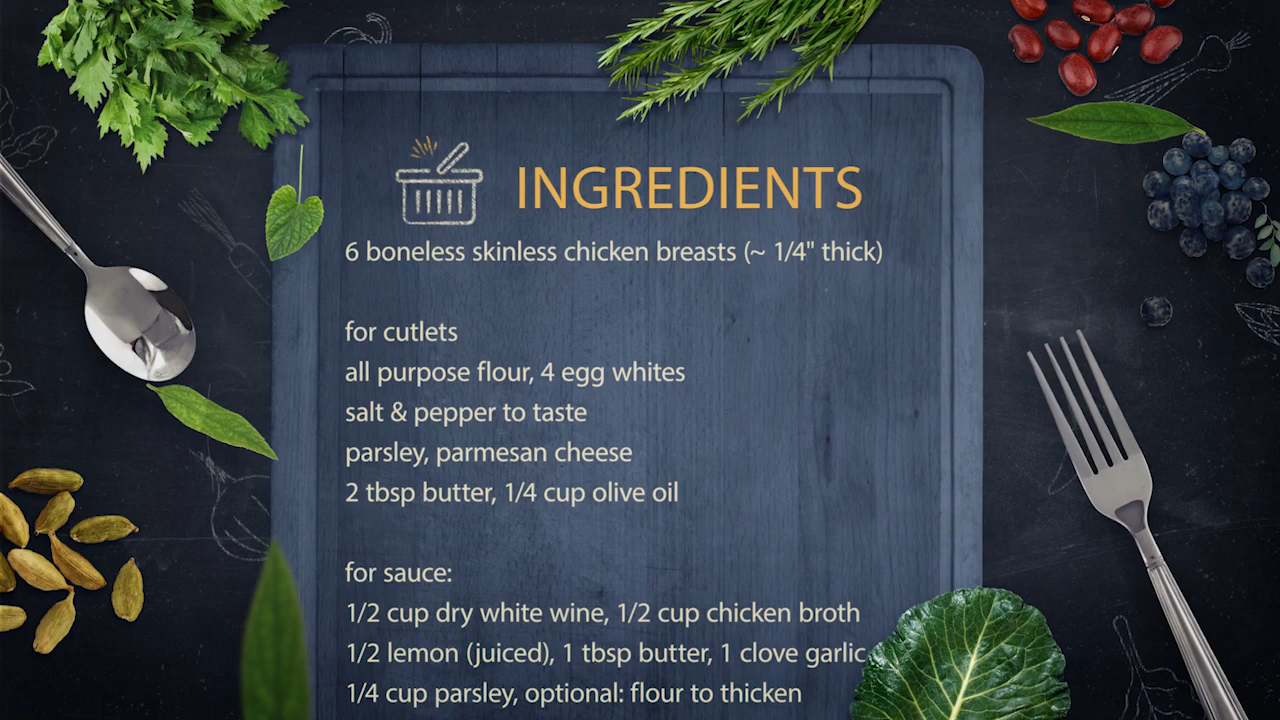 INGREDIENTS
6 boneless skinless chicken breasts (~ 1/4" thick)
for cutlets
all purpose flour, 4 egg whites
salt & pepper to taste
parsley, parmesan cheese
2 tbsp butter, 1/4 cup olive oil
for sauce:
1/2 cup dry white wine, 1/2 cup chicken broth
1/2 lemon (juiced), 1 tbsp butter, 1 clove garlic
1/4 cup parsley, optional: flour to thicken